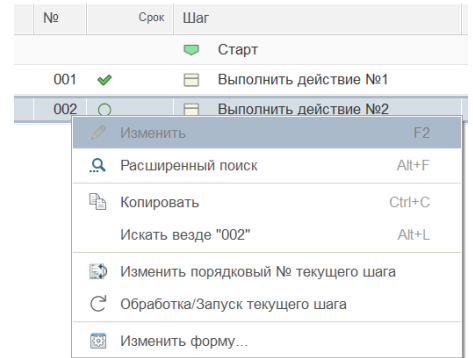 № Срок Шаг
Старт
001 Выполнить действие №1
002 Выполнить действие №2
Изменить F2
Расширенный поиск Alt+F
Копировать Ctrl+C
Искать везде "002" Alt+L
Изменить порядковый № текущего шага
Обработка/Запуск текущего шага
Изменить форму...